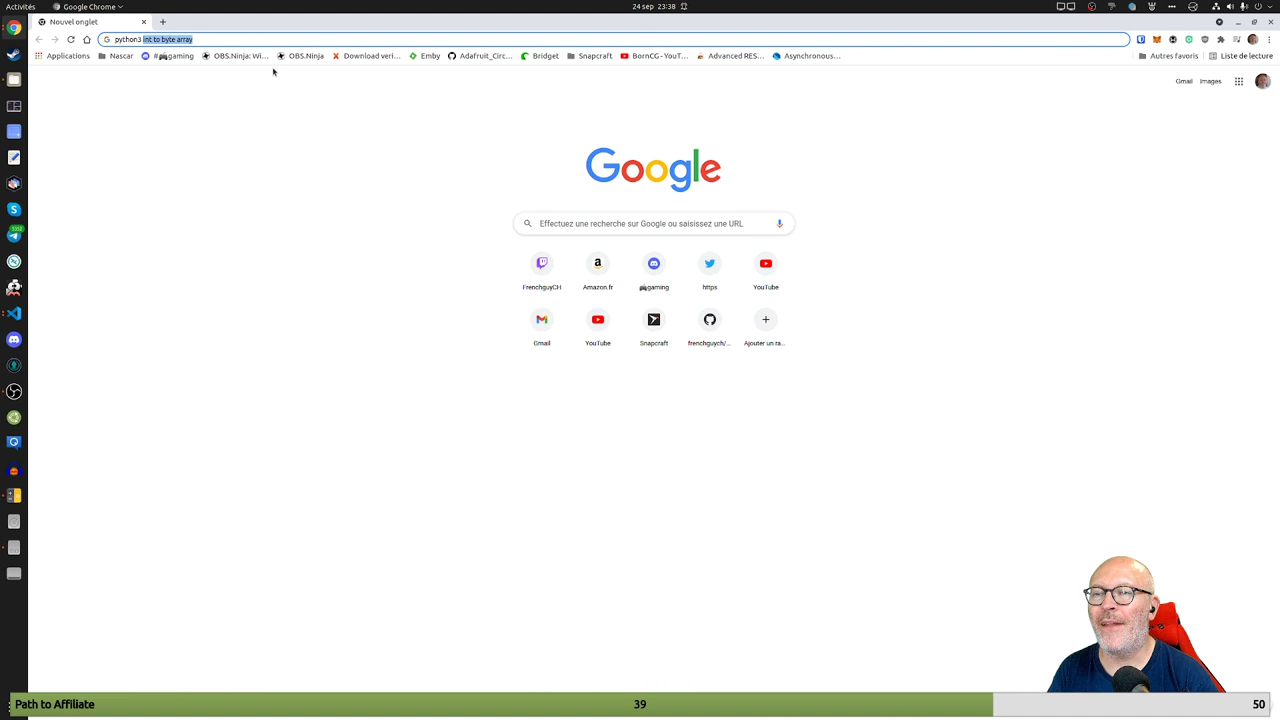 Activités
Google Chrome
24 sep 23:38
Nouvel onglet
python3 int to byte array
Applications
Nascar
#🎮gaming
OBS.Ninja: Wi…
OBS.Ninja
Download veri…
Emby
Adafruit_Circ…
Bridget
Snapcraft
BornCG - YouT…
Advanced RES…
Asynchronous…
Autres favoris
Liste de lecture
Gmail
Images
Google
Effectuez une recherche sur Google ou saisissez une URL
FrenchguyCH
Amazon.fr
🎮gaming
https
YouTube
Gmail
YouTube
Snapcraft
frenchguych/…
Ajouter un ra…
Path to Affiliate
39
50